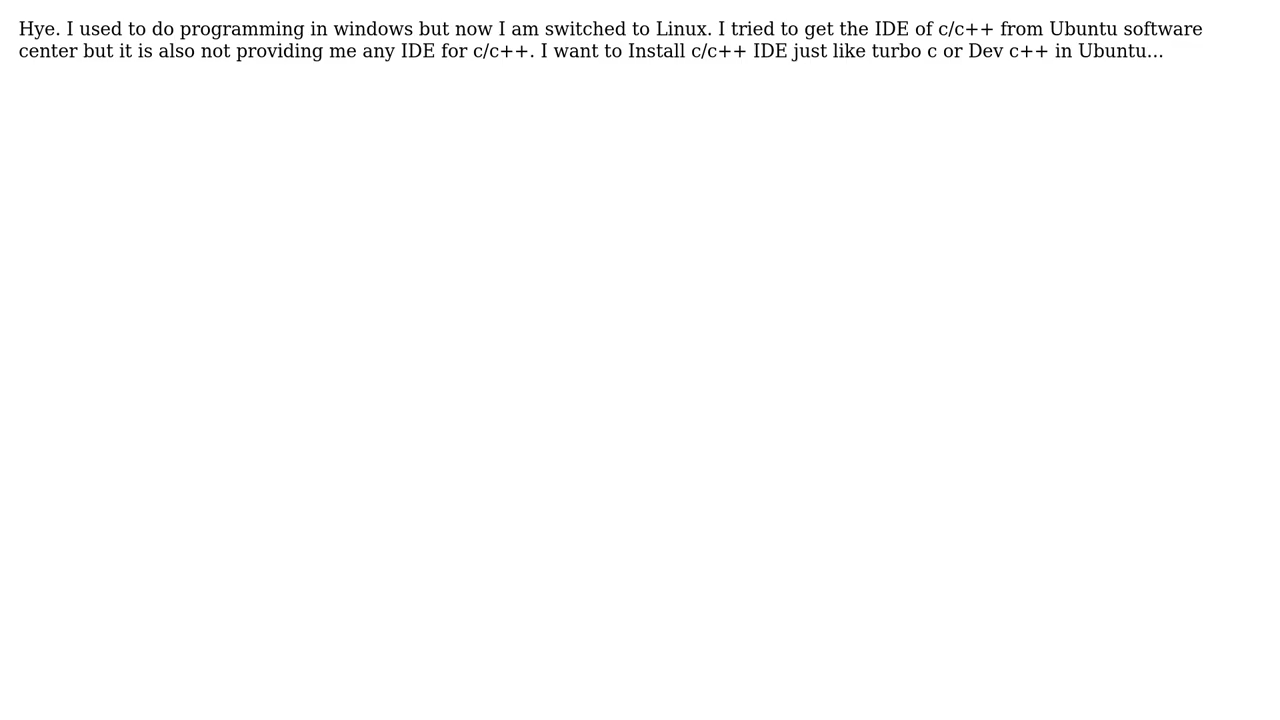 Hye. I used to do programming in windows but now I am switched to Linux. I tried to get the IDE of c/c++ from Ubuntu software
center but it is also not providing me any IDE for c/c++. I want to Install c/c++ IDE just like turbo c or Dev c++ in Ubuntu...